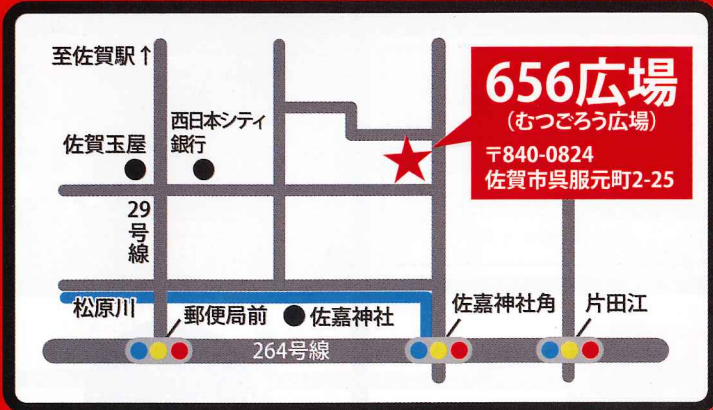 至佐賀駅↑
佐賀玉屋
西日本シティ
銀行
656広場
(むつごろう広場)
〒840-0824
佐賀市呉服元町2-25
29号線
松原川
郵便局前
佐嘉神社
佐嘉神社角
片田江
264号線